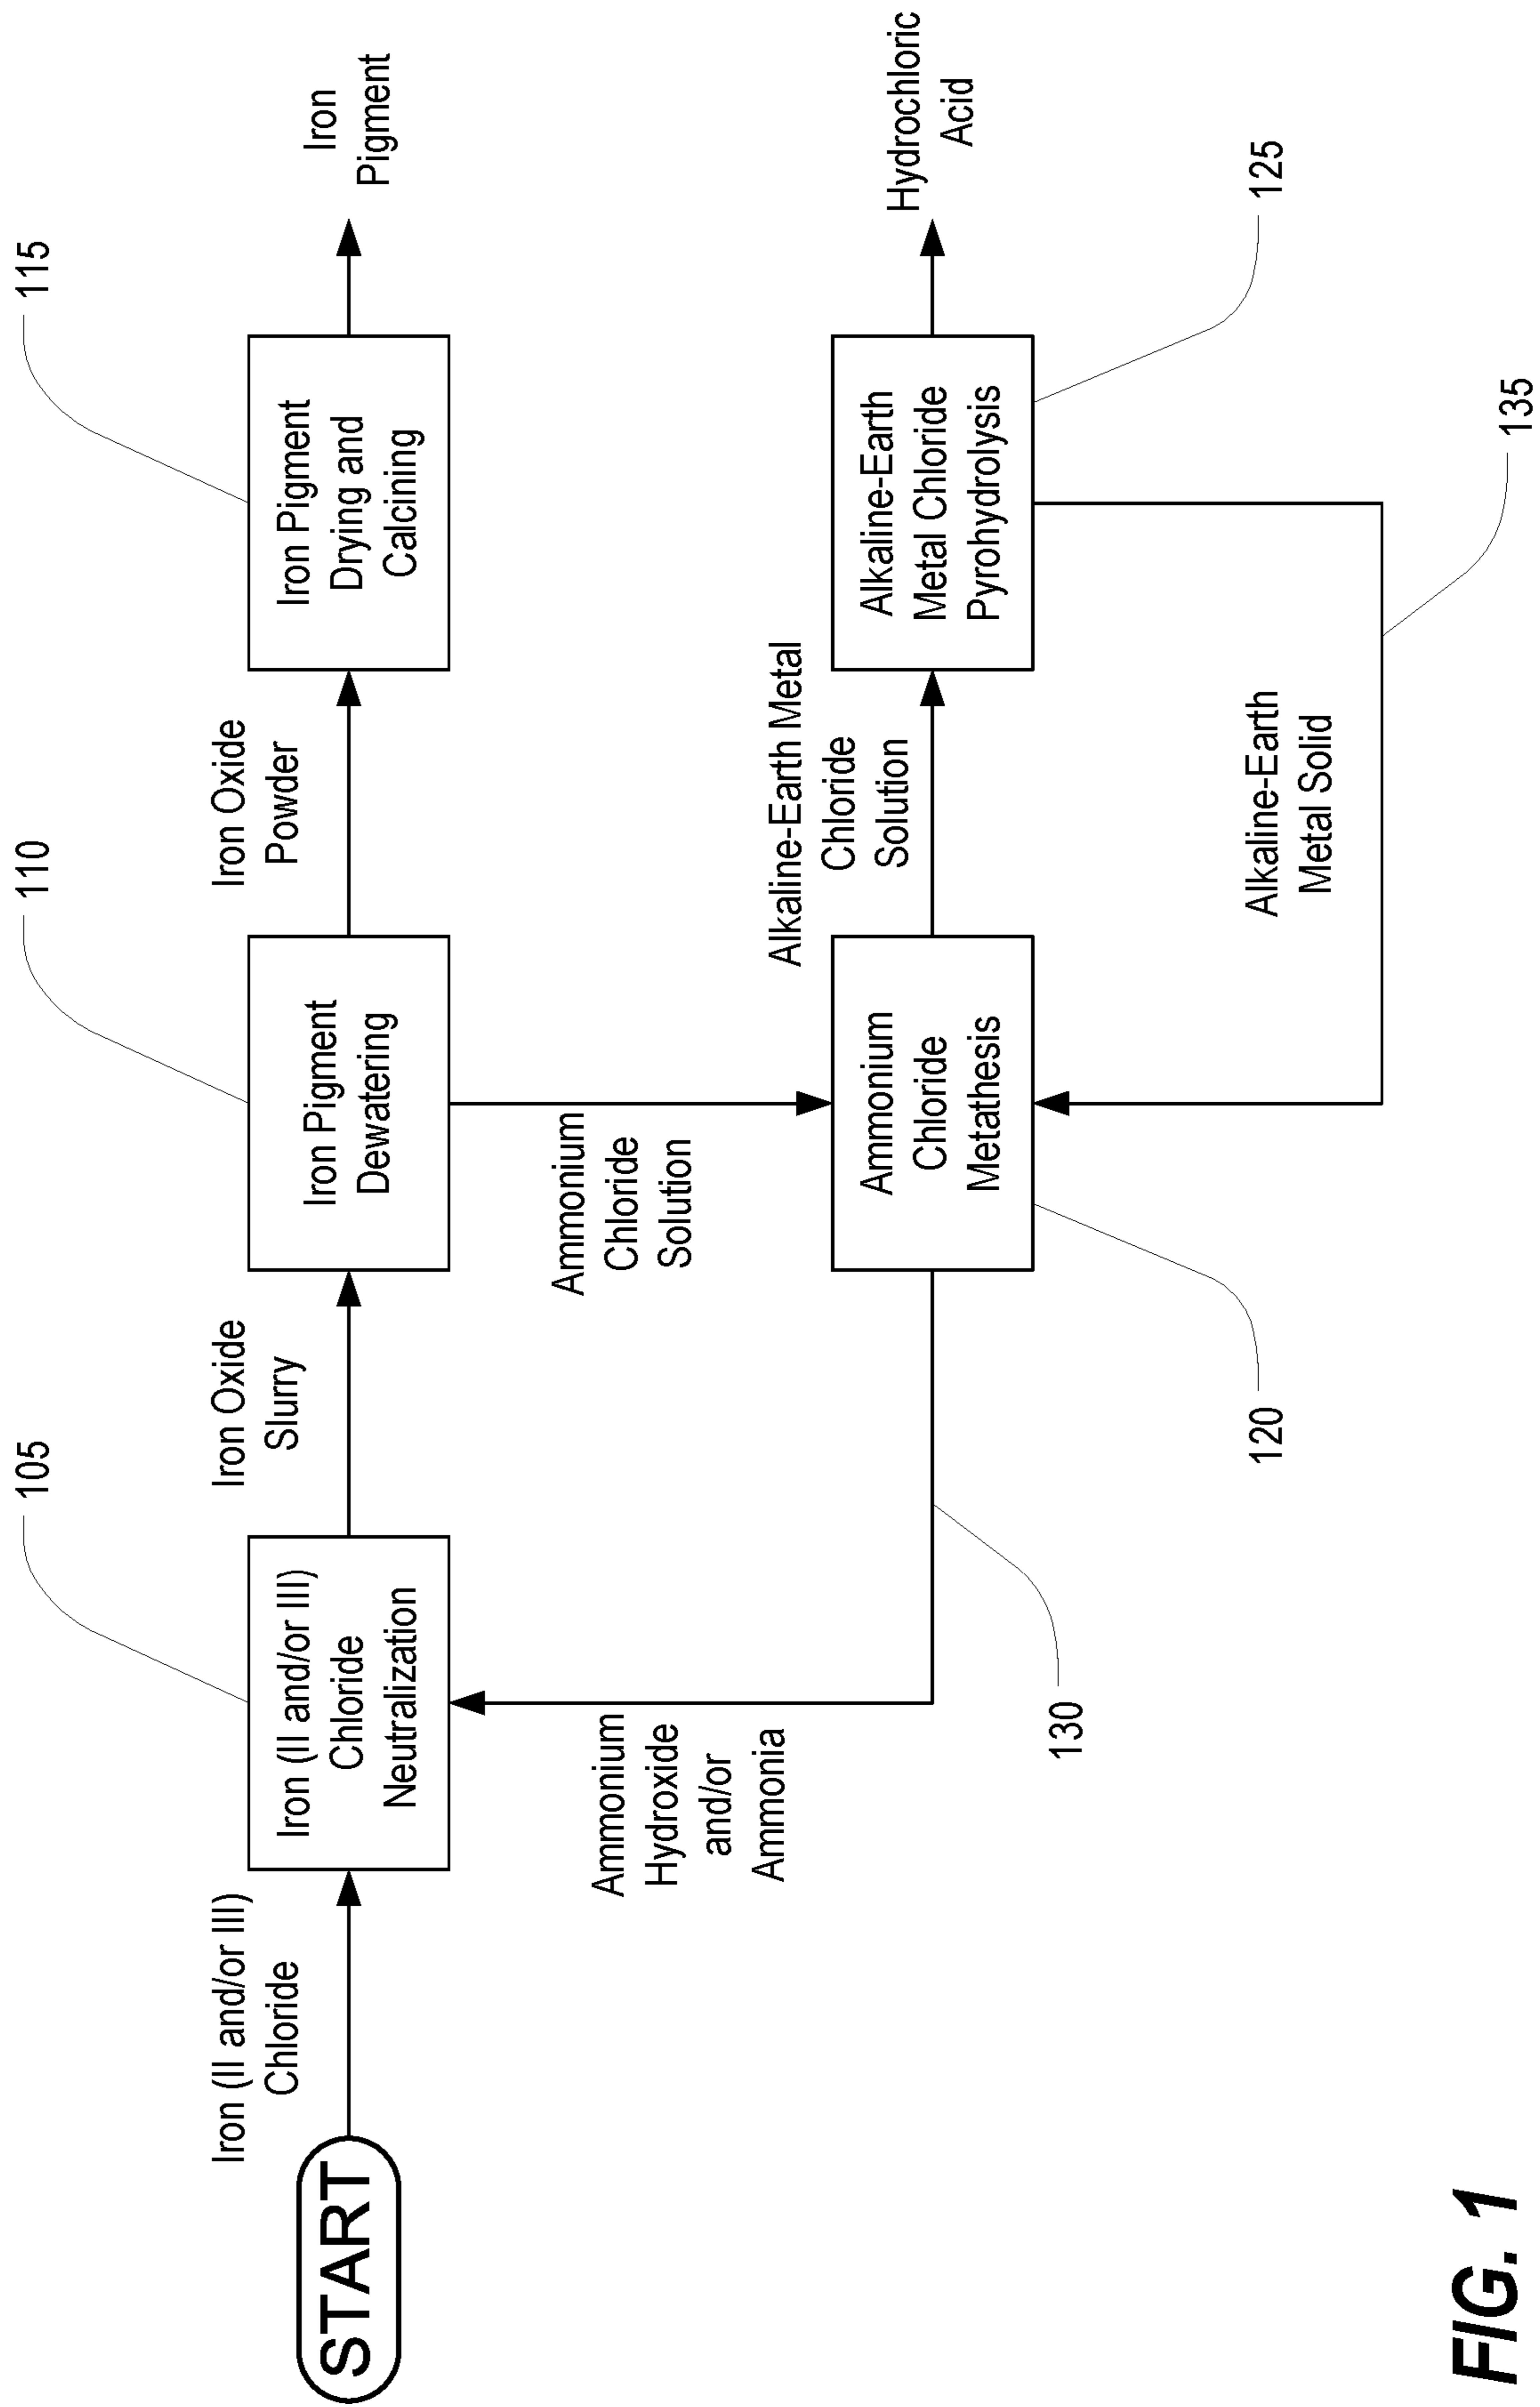 115
110
105
Iron
Pigment
Iron Pigment
Drying and
Calcining
Iron Oxide
Powder
Iron Pigment
Dewatering
Iron Oxide
Slurry
Iron (II and/or III)
Chloride
Neutralization
Iron (II and/or III)
Chloride
START
Ammonium
Chloride
Solution
Ammonium
Hydroxide
and/or
Ammonia
Hydrochloric
Acid
Alkaline-Earth
Metal Chloride
Pyrohydrolysis
Alkaline-Earth Metal
Chloride
Solution
Ammonium
Chloride
Metathesis
125
120
130
135
Alkaline-Earth
Metal Solid
FIG. 1